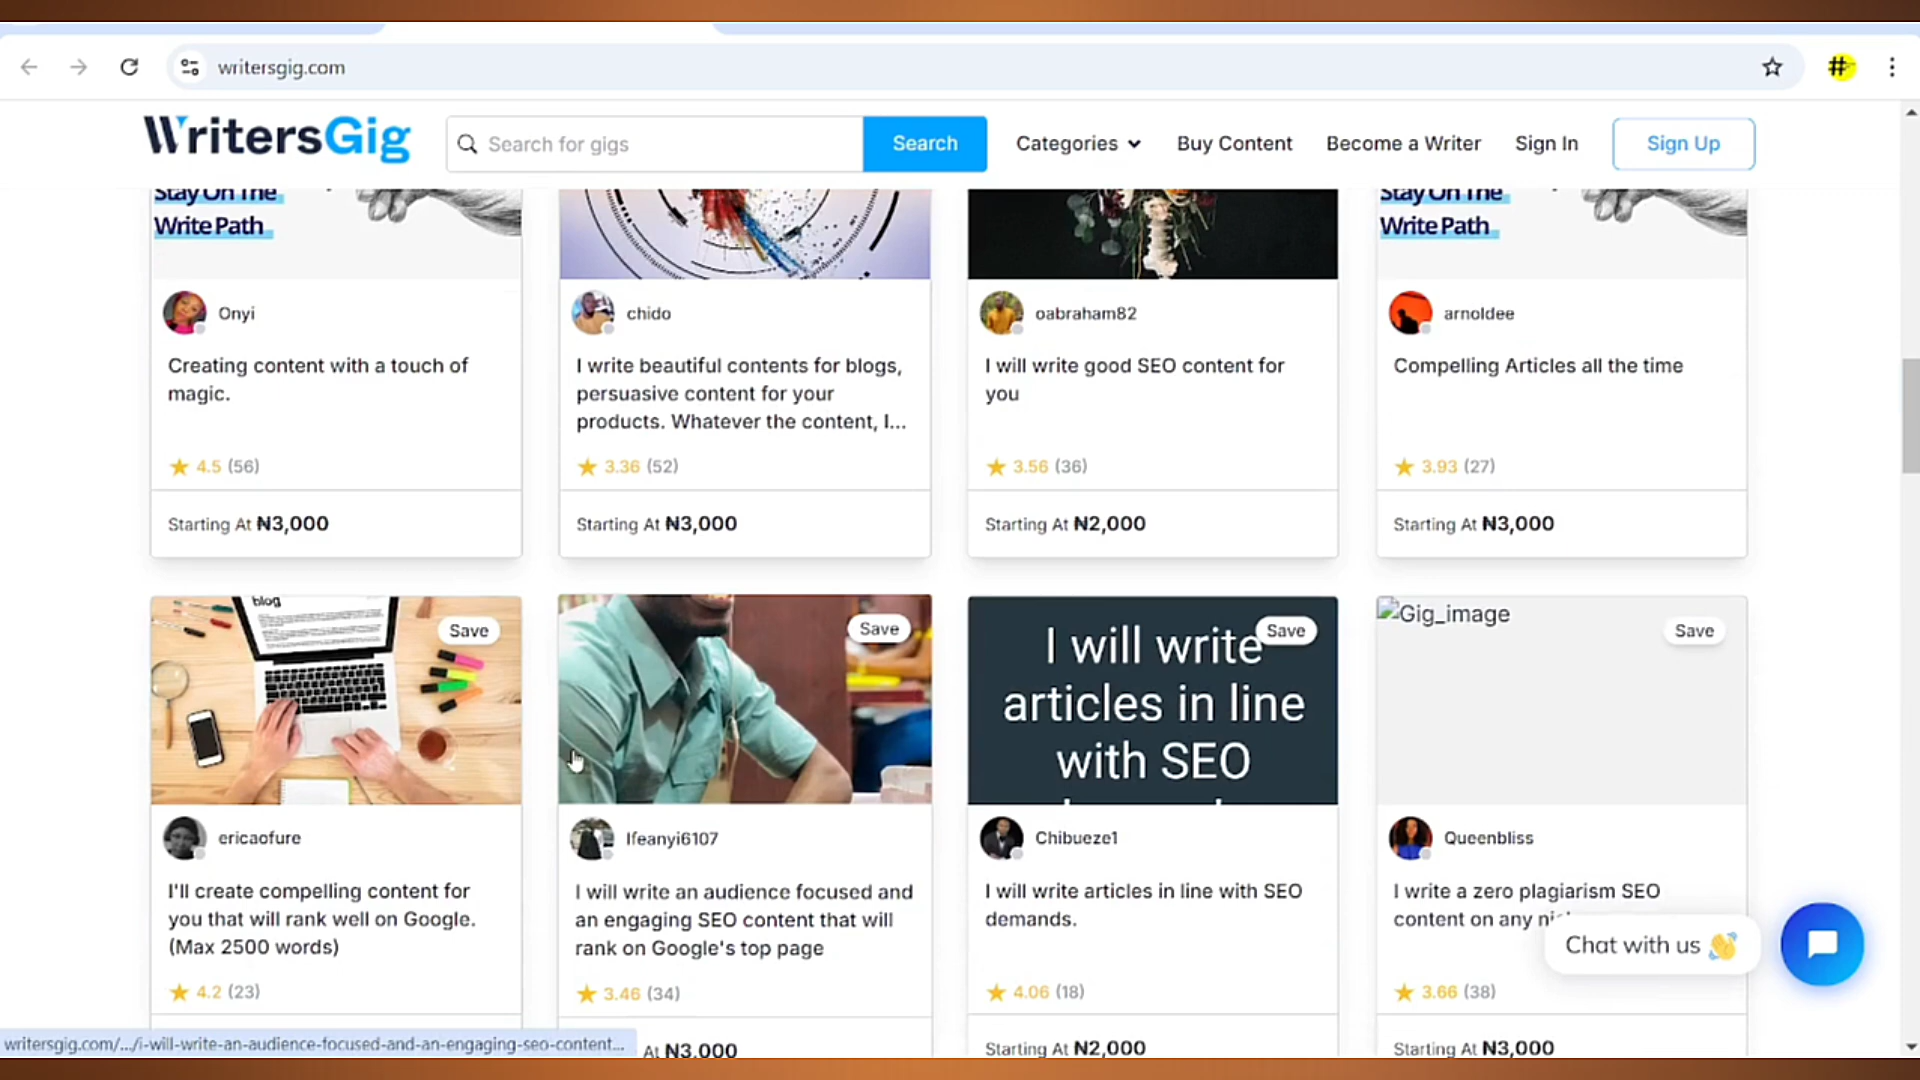 writersgig.com
WritersGig
Search for gigs
Search
Categories
Buy Content
Become a Writer
Sign In
Sign Up
Stay On The
Write Path
Stay On The
Write Path
Onyi
Creating content with a touch of
magic.
4.5 (56)
Starting At ₦3,000
chido
I write beautiful contents for blogs,
persuasive content for your
products. Whatever the content, I...
3.36 (52)
Starting At ₦3,000
oabraham82
I will write good SEO content for
you
3.56 (36)
Starting At ₦2,000
arnoldee
Compelling Articles all the time
3.93 (27)
Starting At ₦3,000
blog
Save
ericaofure
I'll create compelling content for
you that will rank well on Google.
(Max 2500 words)
4.2 (23)
Save
Ifeanyi6107
I will write an audience focused and
an engaging SEO content that will
rank on Google's top page
3.46 (34)
At ₦3,000
I will write
articles in line
with SEO
Save
Chibueze1
I will write articles in line with SEO
demands.
4.06 (18)
Starting At ₦2,000
Gig_image
Save
Queenbliss
I write a zero plagiarism SEO
content on any
3.66 (38)
Starting At ₦3,000
Chat with us 👋
writersgig.com/.../i-will-write-an-audience-focused-and-an-engaging-seo-content...